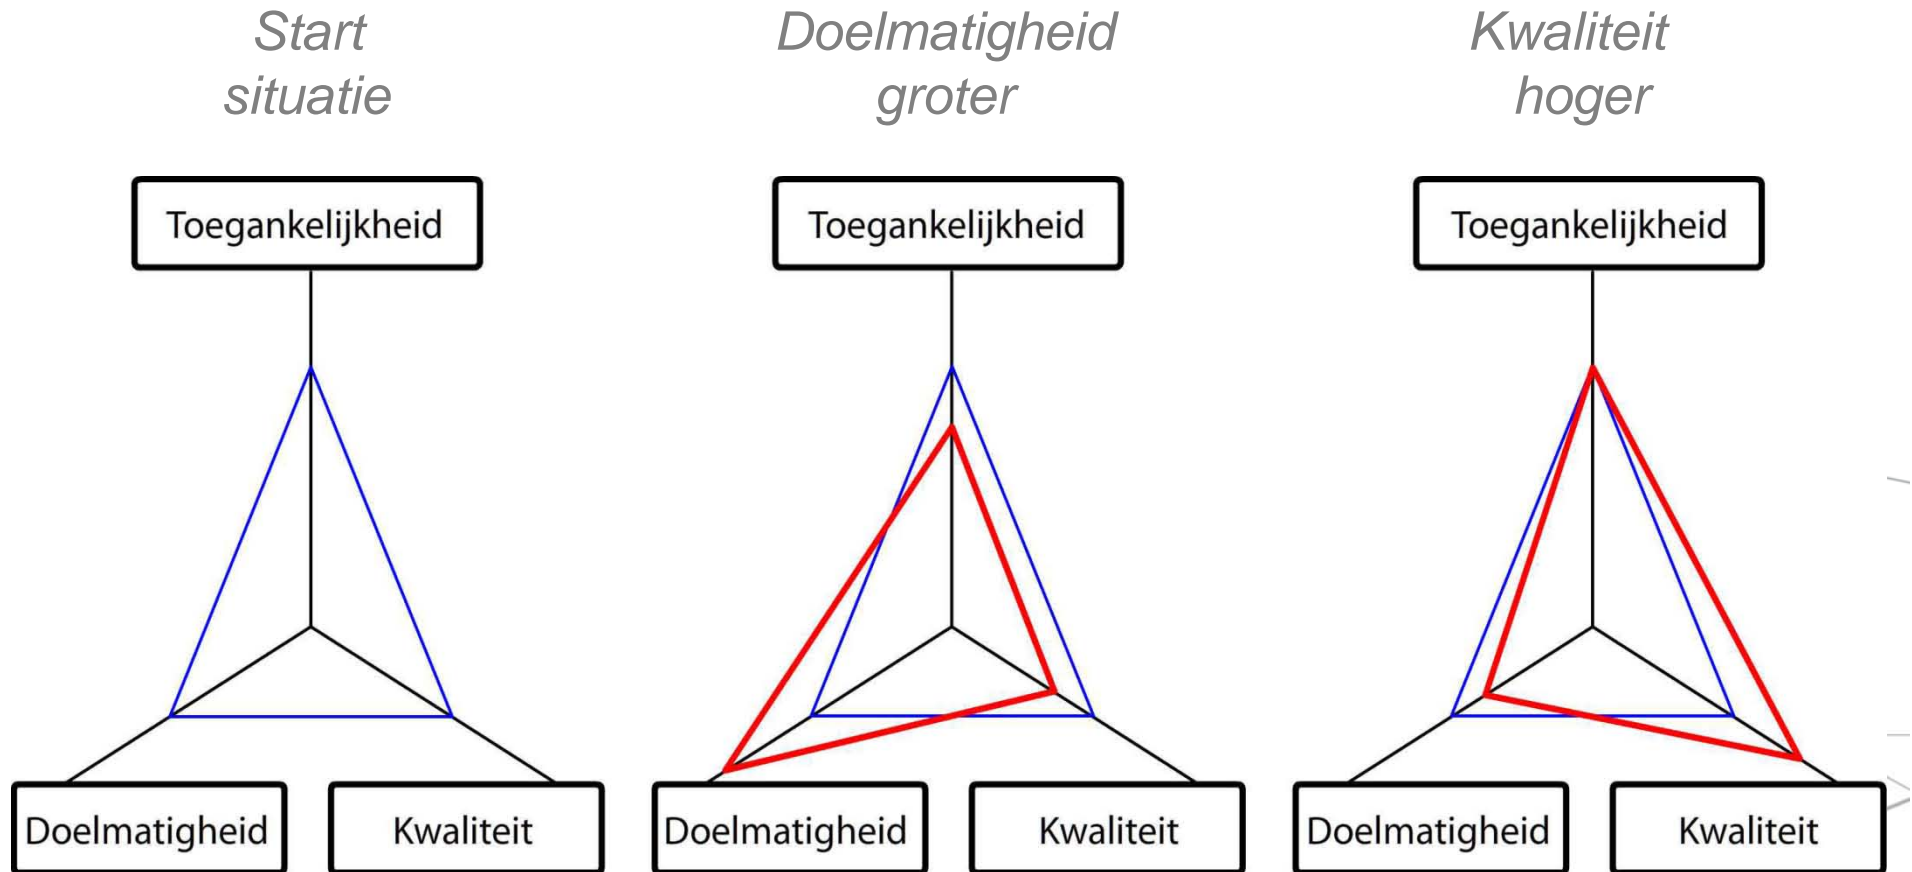 Start
situatie
Doelmatigheid
groter
Kwaliteit
hoger
Toegankelijkheid
Toegankelijkheid
Toegankelijkheid
Doelmatigheid
Kwaliteit
Doelmatigheid
Kwaliteit
Doelmatigheid
Kwaliteit